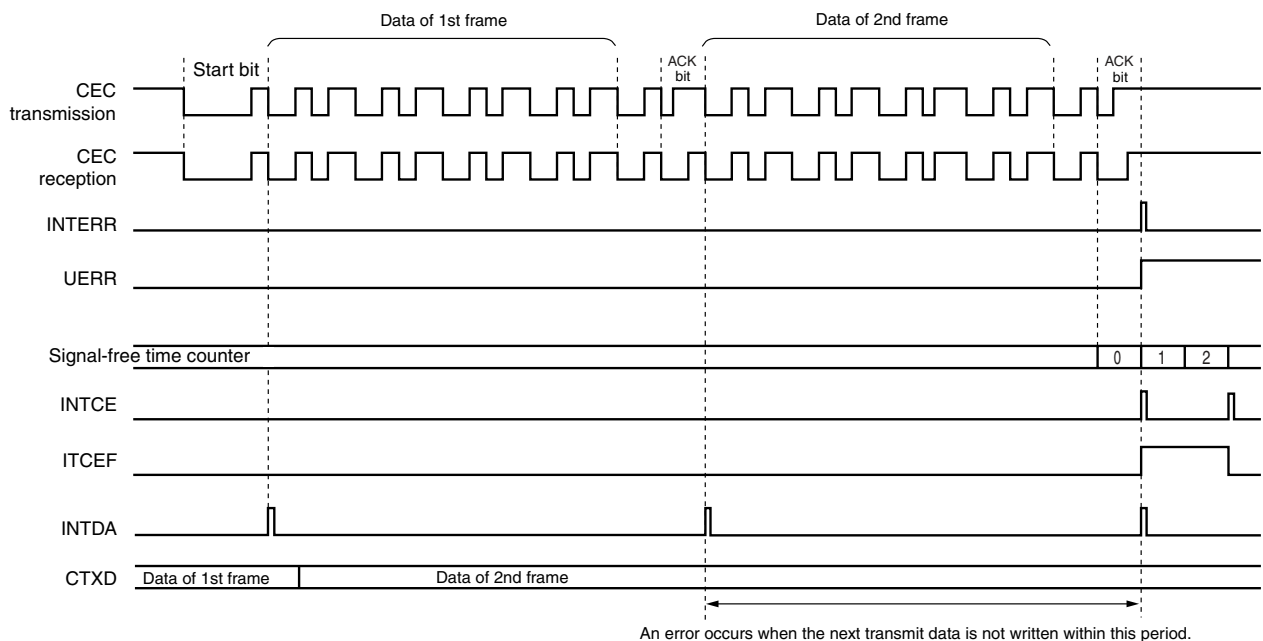 Data of 1st frame
Data of 2nd frame
Start bit
ACK
bit
ACK
bit
CEC
transmission
CEC
reception
INTERR
UERR
Signal-free time counter
0 1 2
INTCE
ITCEF
INTDA
CTXD
Data of 1st frame
Data of 2nd frame
An error occurs when the next transmit data is not written within this period.